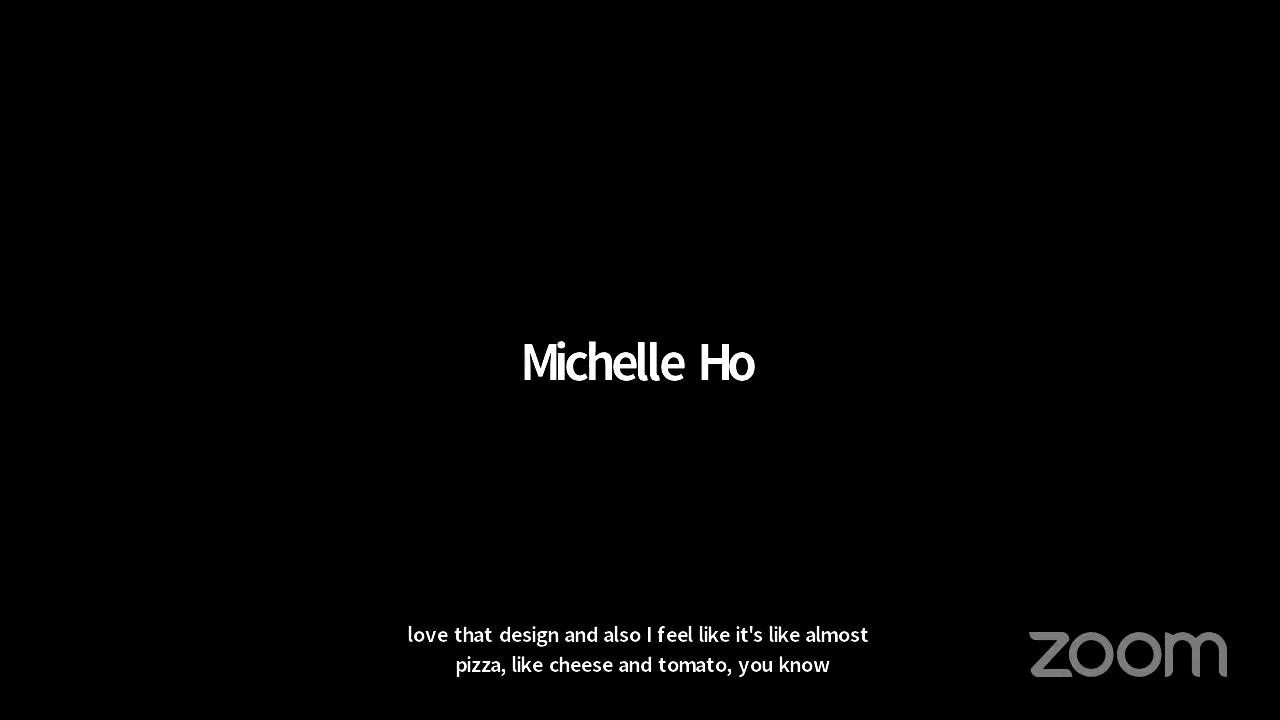 Michelle Ho
love that design and also I feel like it's like almost
pizza, like cheese and tomato, you know
zoom